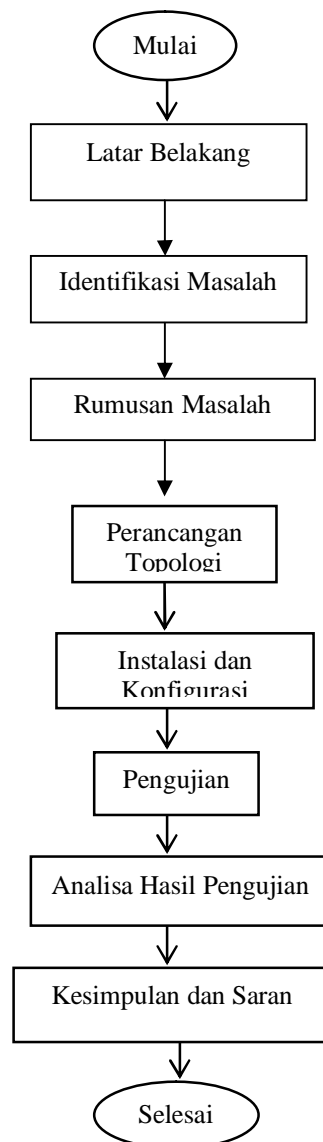 Mulai
Latar Belakang
Identifikasi Masalah
Rumusan Masalah
Perancangan
Topologi
Instalasi dan
Konfigurasi
Pengujian
Analisa Hasil Pengujian
Kesimpulan dan Saran
Selesai